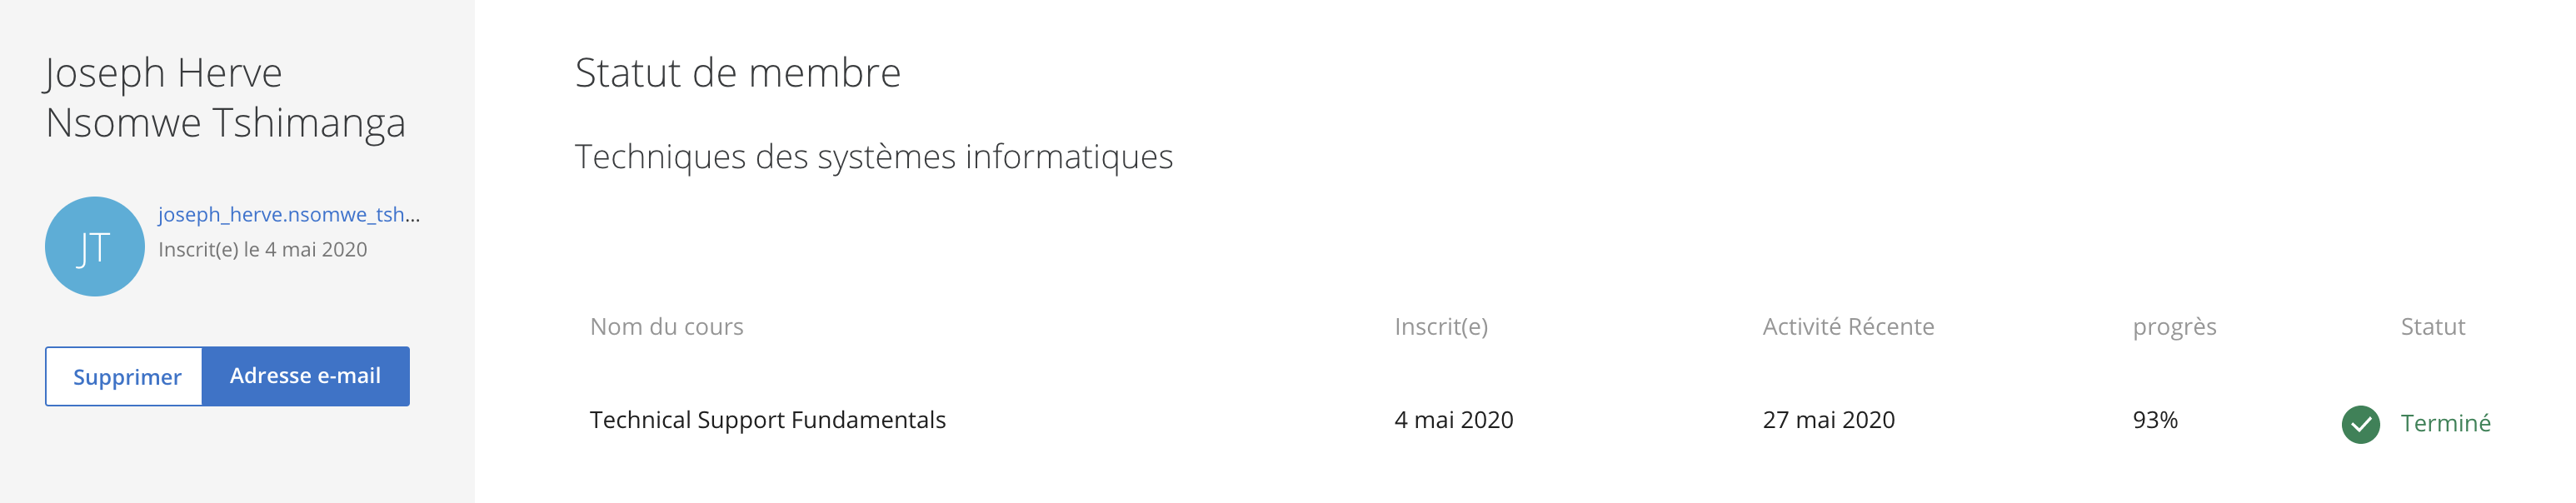 Joseph Herve
Nsomwe Tshimanga
JT
joseph_herve.nsomwe_tsh...
Inscrit(e) le 4 mai 2020
Supprimer
Adresse e-mail
Statut de membre
Techniques des systèmes informatiques
Nom du cours Inscrit(e) Activité Récente progrès Statut
Technical Support Fundamentals 4 mai 2020 27 mai 2020 93% Terminé